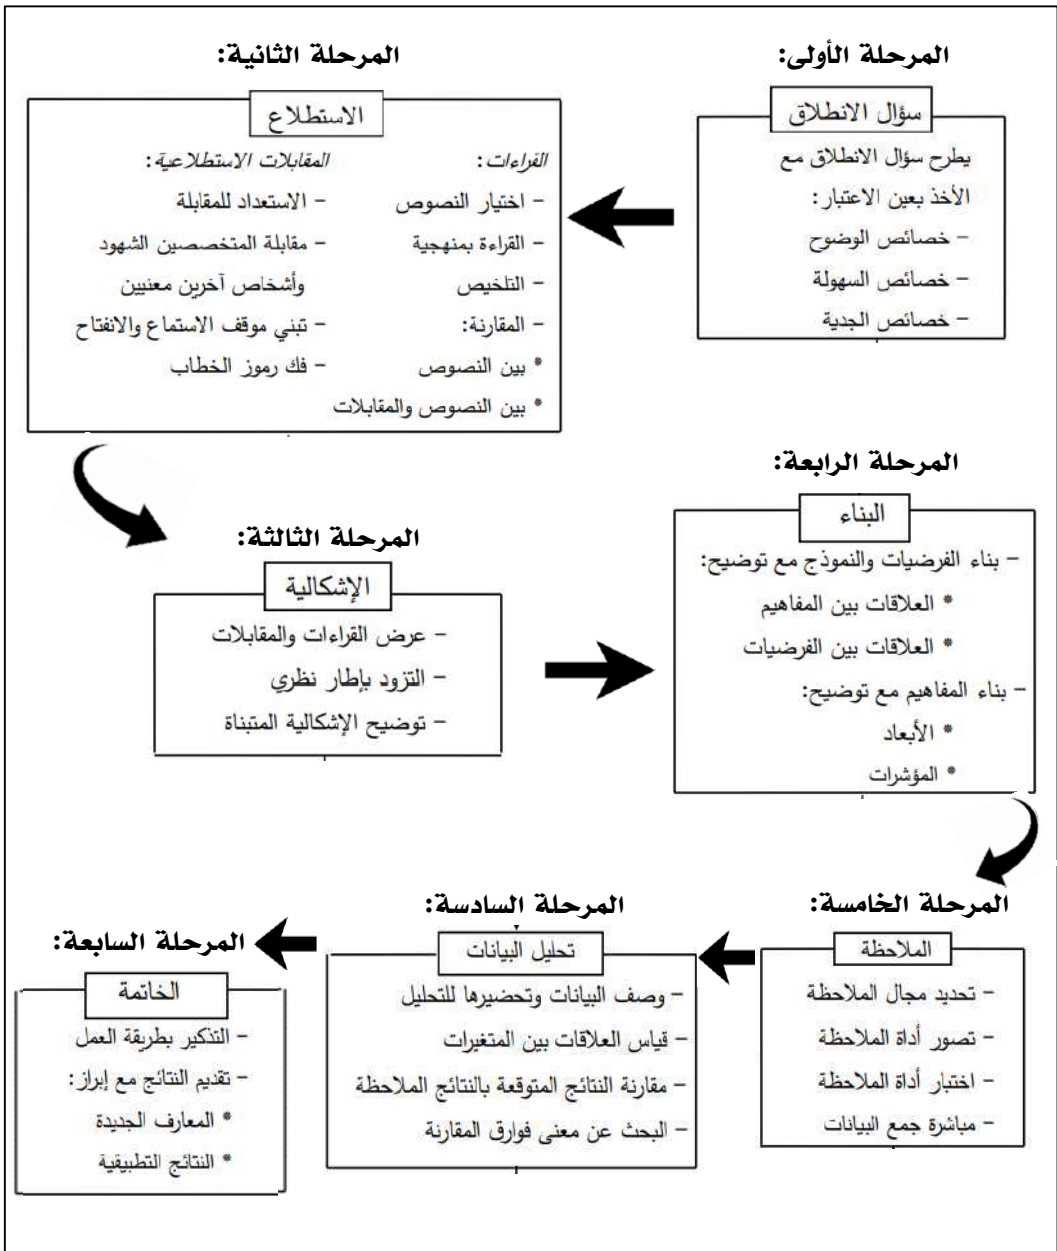 المرحلة الأولى:
سؤال الانطلاق
يطرح سؤال الانطلاق مع
الأخذ بعين الاعتبار:
- خصائص الوضوح
- خصائص السهولة
- خصائص الجدية
المرحلة الثانية:
الاستطلاع
القراءات:
- اختيار النصوص
- القراءة بمنهجية
- التلخيص
- المقارنة:
* بين النصوص
* بين النصوص والمقابلات
المقابلات الاستطلاعية:
- الاستعداد للمقابلة
- مقابلة المتخصصين الشهود
وأشخاص آخرين معنيين
- تبني موقف الاستماع والانفتاح
- فك رموز الخطاب
المرحلة الثالثة:
الإشكالية
- عرض القراءات والمقابلات
- التزود بإطار نظري
- توضيح الإشكالية المتبناة
المرحلة الرابعة:
البناء
- بناء الفرضيات والنموذج مع توضيح:
* العلاقات بين المفاهيم
* العلاقات بين الفرضيات
- بناء المفاهيم مع توضيح:
* الأبعاد
* المؤشرات
المرحلة الخامسة:
الملاحظة
- تحديد مجال الملاحظة
- تصور أداة الملاحظة
- اختبار أداة الملاحظة
- مباشرة جمع البيانات
المرحلة السادسة:
تحليل البيانات
- وصف البيانات وتحضيرها للتحليل
- قياس العلاقات بين المتغيرات
- مقارنة النتائج المتوقعة بالنتائج الملاحظة
- البحث عن معنى فوارق المقارنة
المرحلة السابعة:
الخاتمة
- التذكير بطريقة العمل
- تقديم النتائج مع إبراز:
* المعارف الجديدة
* النتائج التطبيقية